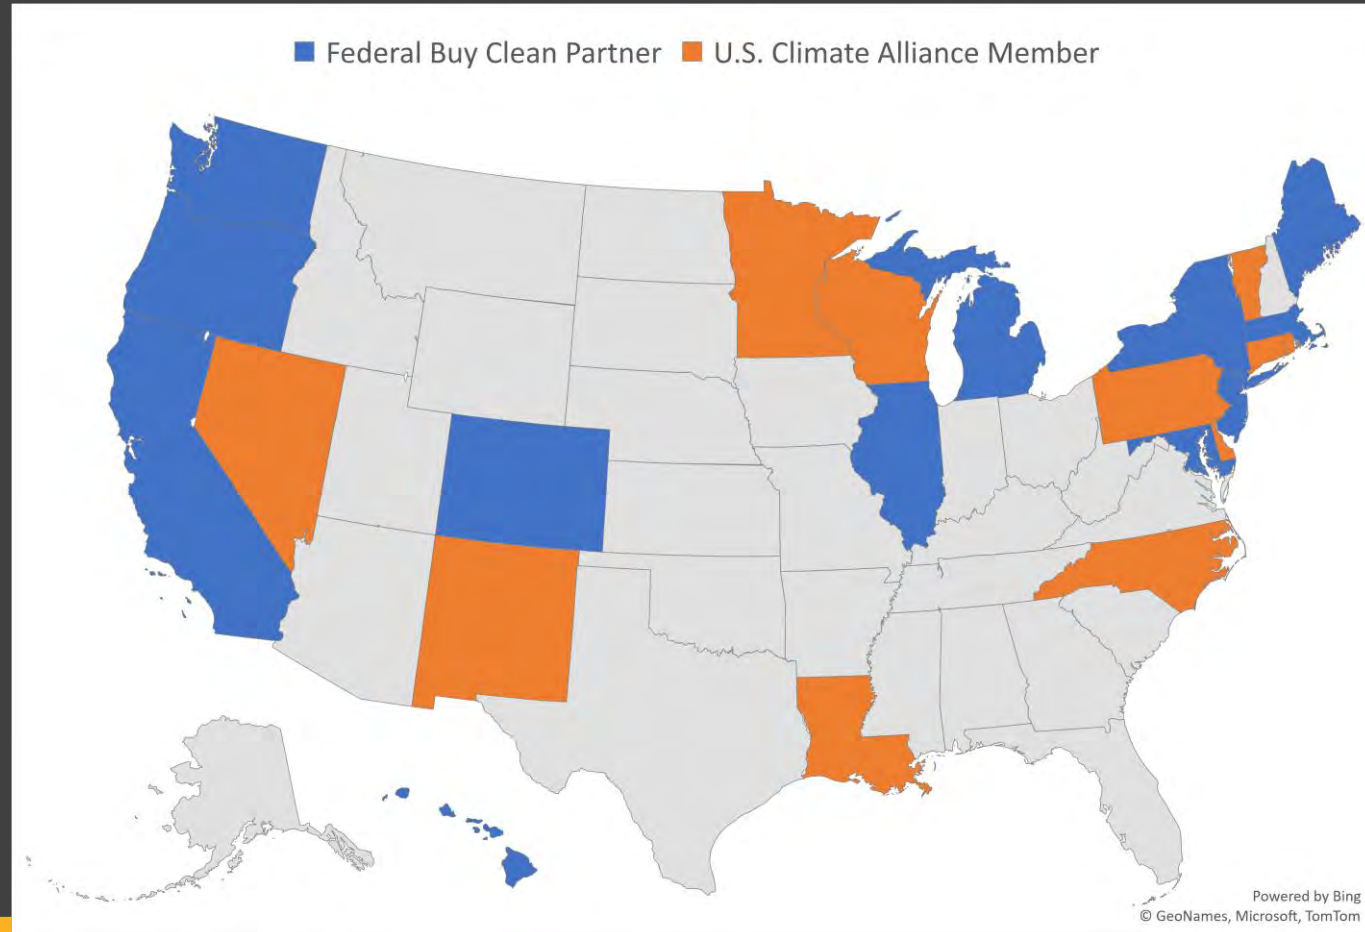 Federal Buy Clean Partner U.S. Climate Alliance Member
Powered by Bing
© GeoNames, Microsoft, TomTom